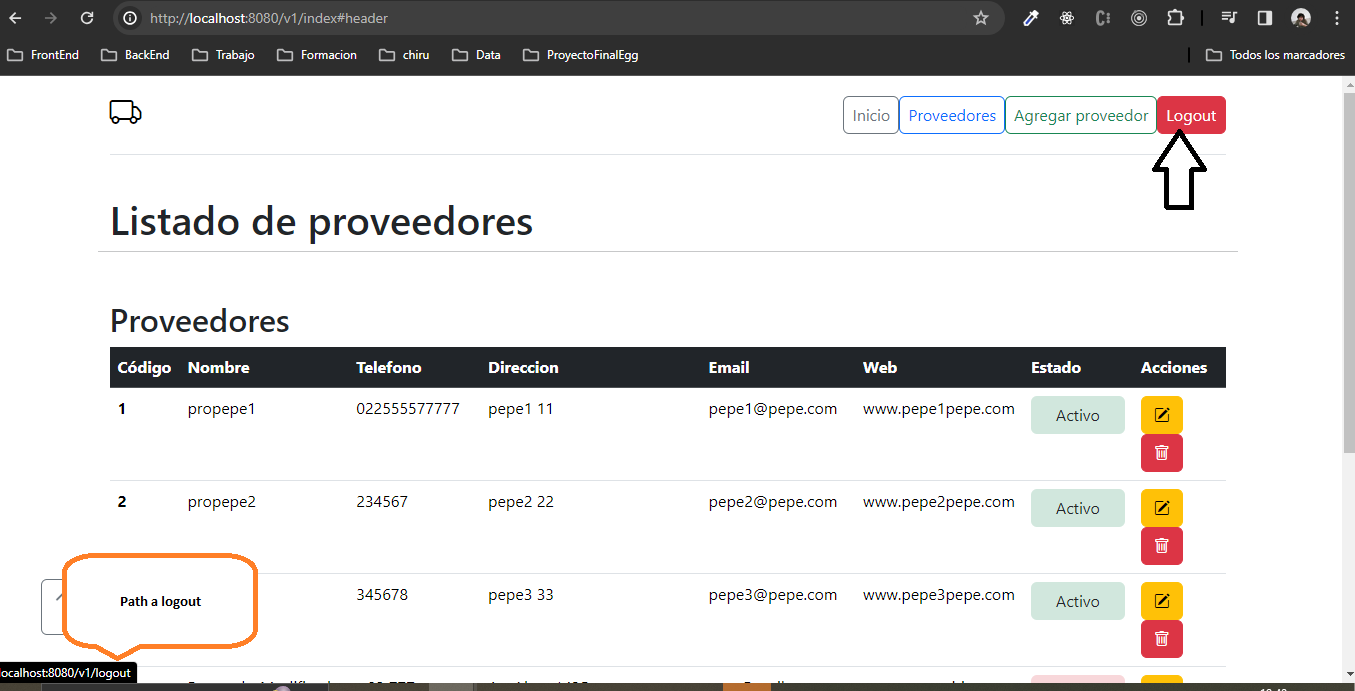 http://localhost:8080/v1/index#header
FrontEnd BackEnd Trabajo Formacion chiru Data ProyectoFinalEgg Todos los marcadores
Inicio Proveedores Agregar proveedor Logout
Listado de proveedores
Proveedores
Código Nombre Telefono Direccion Email Web Estado Acciones
1 propepe1 022555577777 pepe1 11 pepe1@pepe.com www.pepe1pepe.com Activo
2 propepe2 234567 pepe2 22 pepe2@pepe.com www.pepe2pepe.com Activo
345678 pepe3 33 pepe3@pepe.com www.pepe3pepe.com Activo
Path a logout
ocalhost:8080/v1/logout